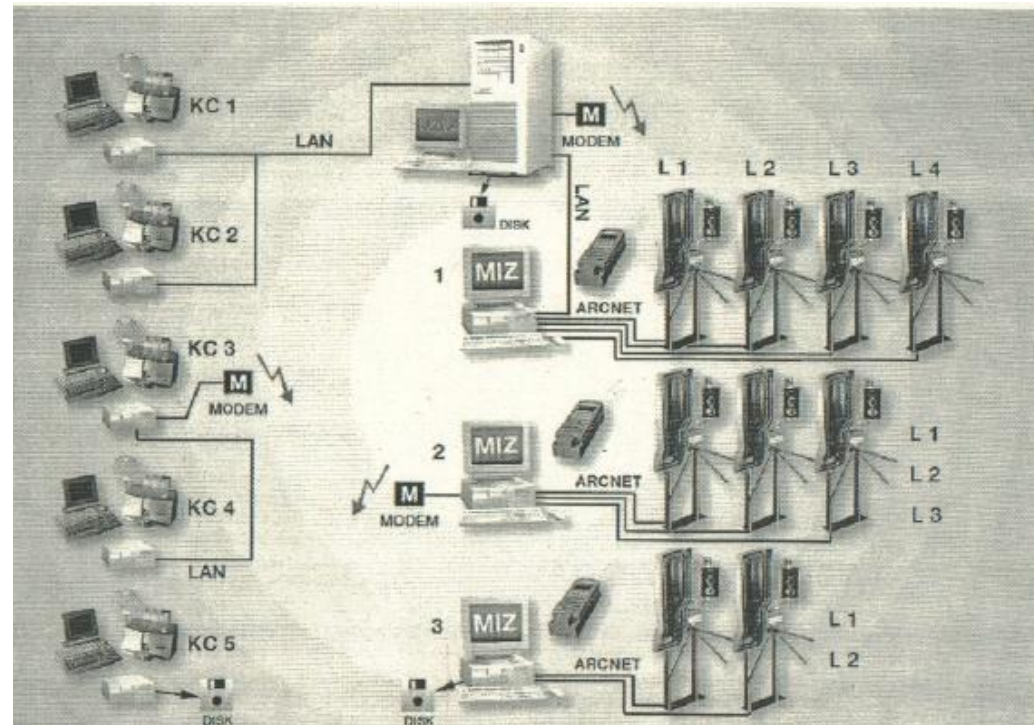 KC 1
LAN
M
MODEM
L 1 L 2 L 3 L 4
KC 2
DISK
LAN
1
MIZ
ARCNET
KC 3
M
MODEM
2
MIZ
ARCNET
L 1
L 2
L 3
M
MODEM
KC 4
LAN
KC 5
DISK
3
MIZ
ARCNET
L 1
L 2
DISK